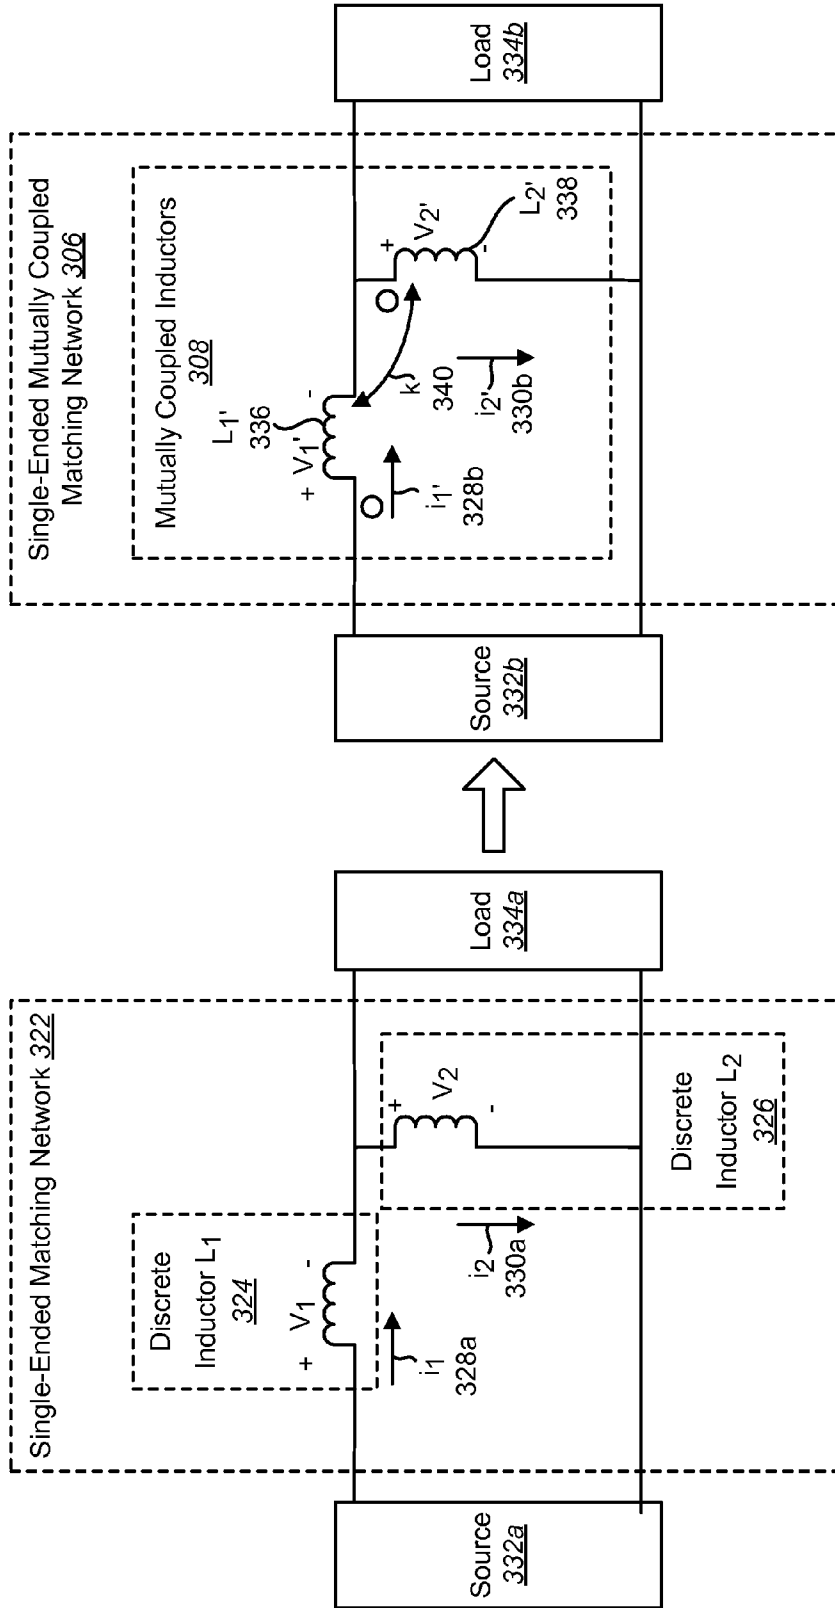 Single-Ended Matching Network 322
Discrete
Inductor L1
324
+ V1 -
i1
328a
+
V2
-
i2
330a
Discrete
Inductor L2
326
Source
332a
Load
334a
Single-Ended Mutually Coupled
Matching Network 306
Mutually Coupled Inductors
308
L1'
336
+ V1' -
i1'
328b
k
340
+
V2'
-
L2'
338
i2'
330b
Source
332b
Load
334b